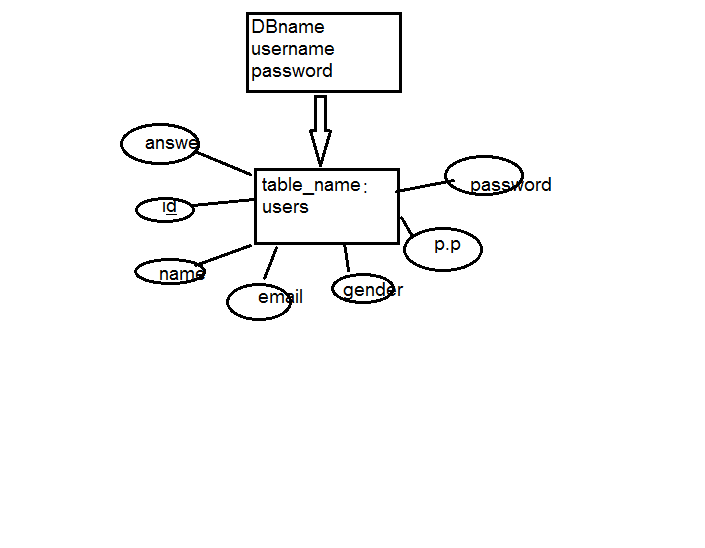 DBname
username
password
answe
table_name:
users
password
id
p.p
name
email
gender